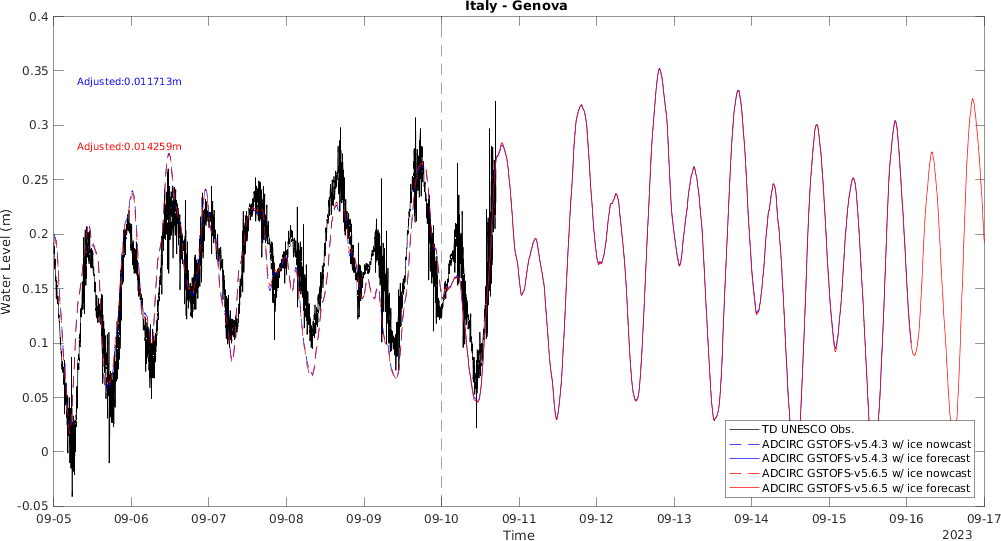 Italy - Genova
0.4
0.35
Adjusted:0.011713m
0.3
Adjusted:0.014259m
0.25
0.2
Water Level (m)
0.15
0.1
0.05
TD UNESCO Obs.
ADCIRC GSTOFS-v5.4.3 w/ ice nowcast
0
ADCIRC GSTOFS-v5.4.3 w/ ice forecast
ADCIRC GSTOFS-v5.6.5 w/ ice nowcast
ADCIRC GSTOFS-v5.6.5 w/ ice forecast
-0.05
09-05 09-06 09-07 09-08 09-09 09-10 09-11 09-12 09-13 09-14 09-15 09-16 09-17
Time
2023